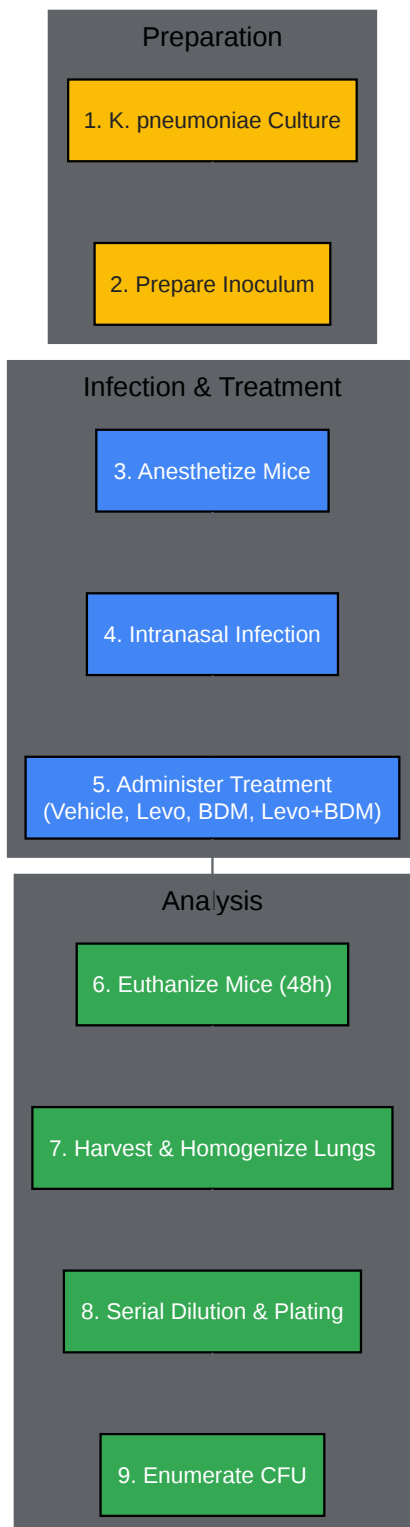 Preparation
1. K. pneumoniae Culture
2. Prepare Inoculum
Infection & Treatment
3. Anesthetize Mice
4. Intranasal Infection
5. Administer Treatment
(Vehicle, Levo, BDM, Levo+BDM)
Analysis
6. Euthanize Mice (48h)
7. Harvest & Homogenize Lungs
8. Serial Dilution & Plating
9. Enumerate CFU